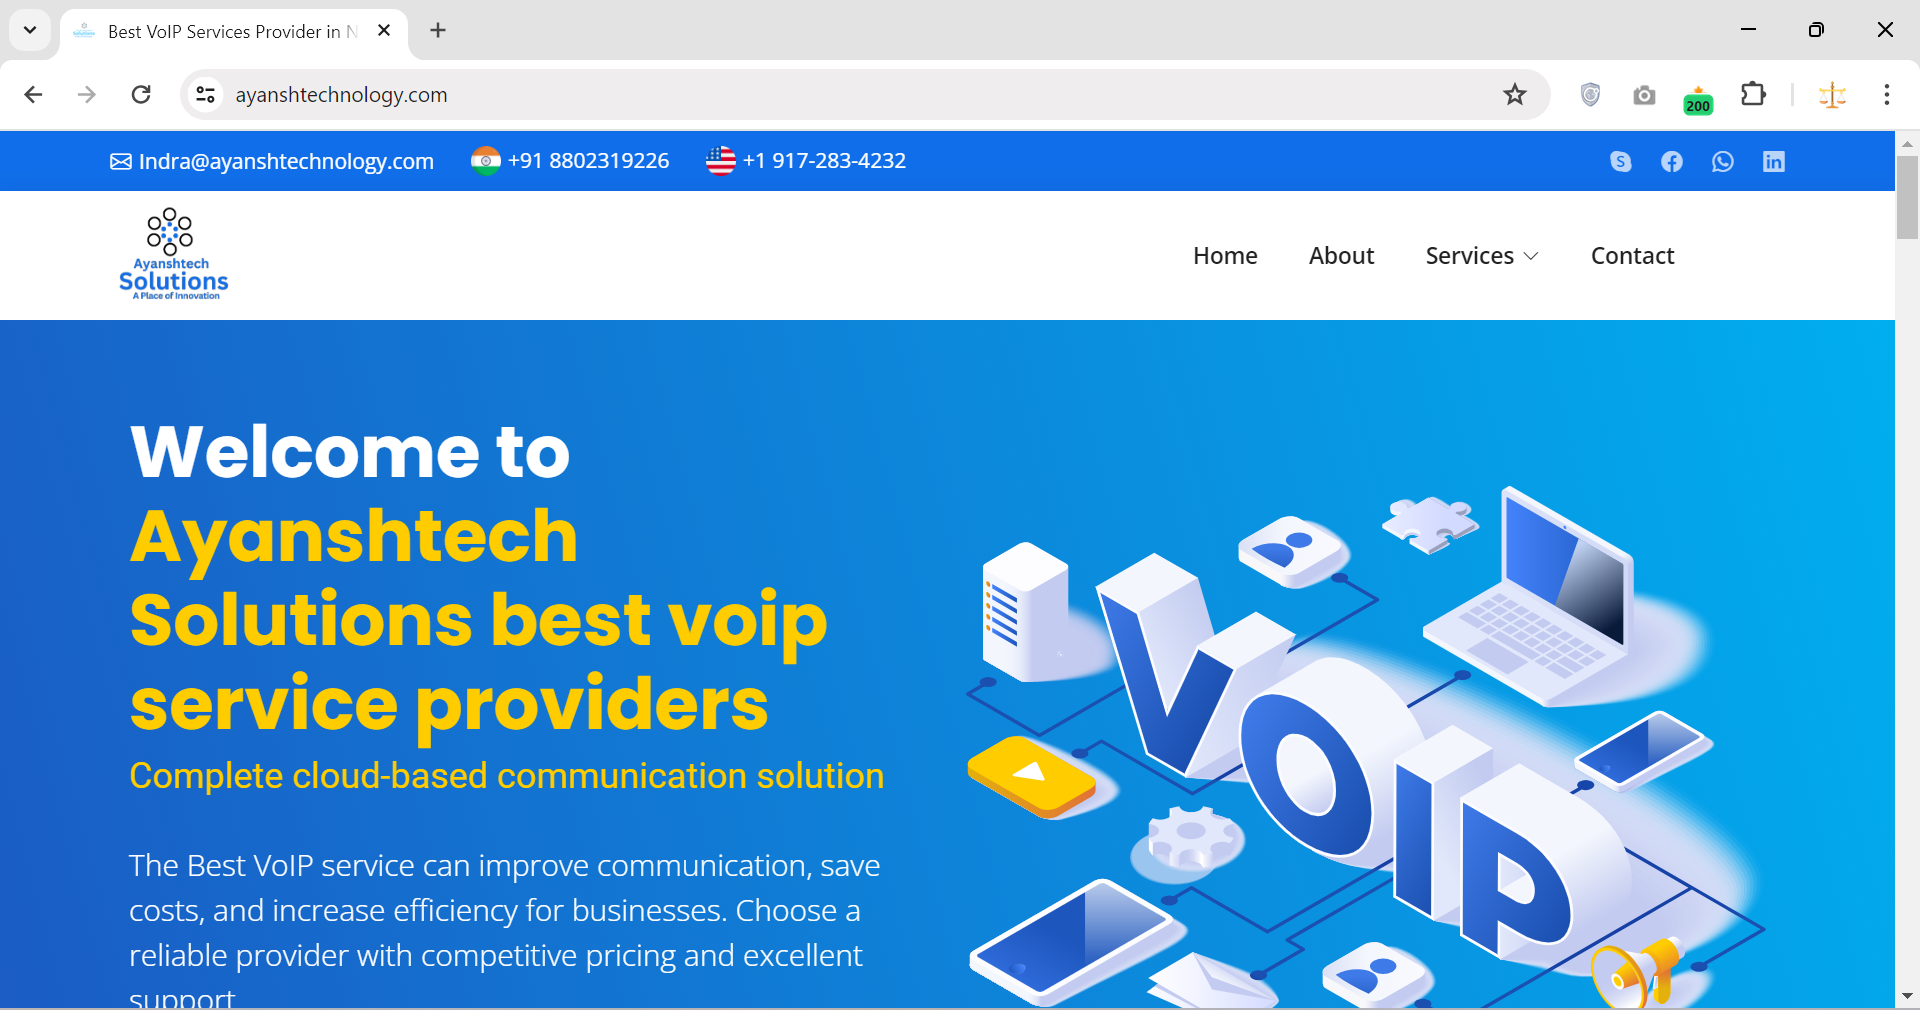 Best VoIP Services Provider in N
ayanshtechnology.com
200
Indra@ayanshtechnology.com +91 8802319226 +1 917-283-4232
Ayanshtech
Solutions
A Place of Innovation
Home About Services Contact
Welcome to
Ayanshtech
Solutions best voip
service providers
Complete cloud-based communication solution
The Best VoIP service can improve communication, save
costs, and increase efficiency for businesses. Choose a
reliable provider with competitive pricing and excellent
support
VOIP